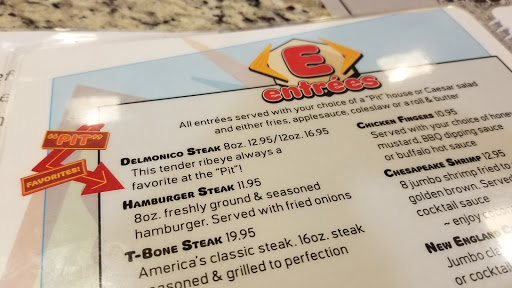 E
entrées
All entrées served with your choice of a "Pit" house or Caesar salad
and either fries, applesauce, coleslaw or a roll & butter
"PIT"
FAVORITES!
DELMONICO STEAK 8oz. 12.95/12oz. 16.95
This tender ribeye always a
favorite at the "Pit"!
HAMBURGER STEAK 11.95
8oz. freshly ground & seasoned
hamburger. Served with fried onions
T-BONE STEAK 19.95
America's classic steak. 16oz. steak
seasoned & grilled to perfection
CHICKEN FINGERS 10.95
Served with your choice of honey
mustard, BBQ dipping sauce
or buffalo hot sauce
CHESAPEAKE SHRIMP 12.95
8 jumbo shrimp fried to
golden brown. Served
cocktail sauce
~ enjoy
NEW ENGLAND
Jumbo
or cocktail